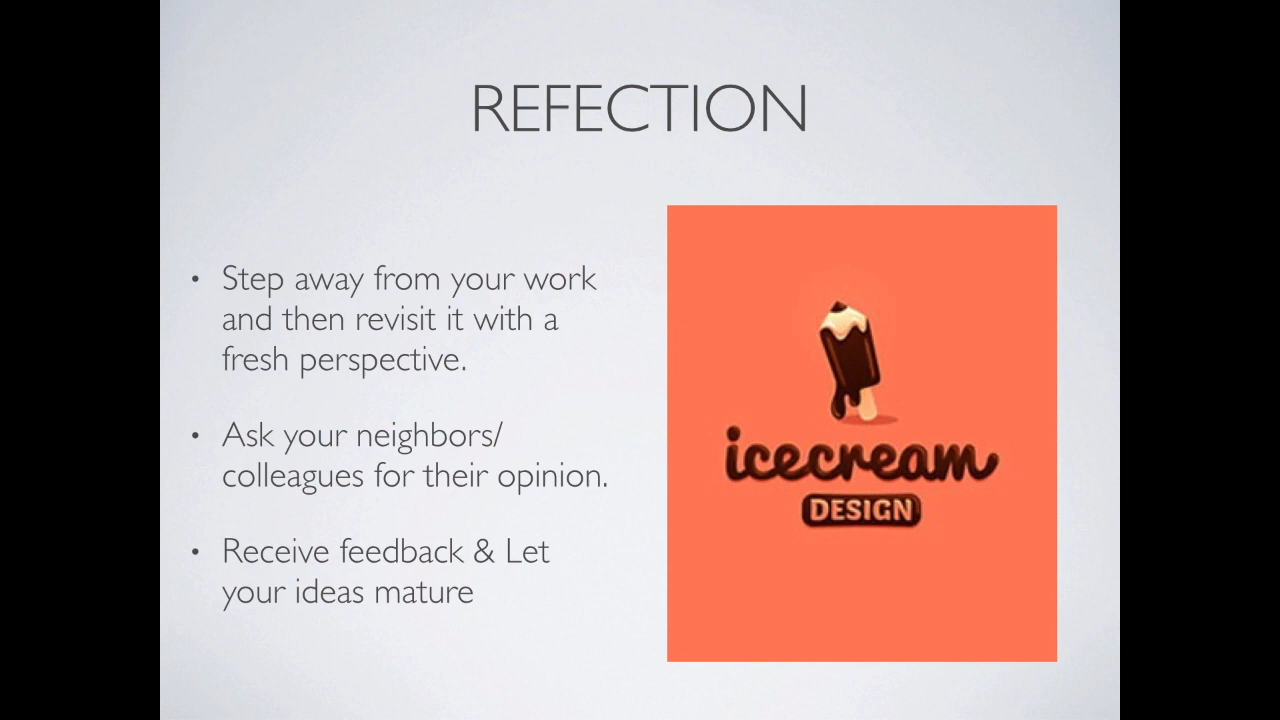 REFECTION
• Step away from your work
and then revisit it with a
fresh perspective.
• Ask your neighbors/
colleagues for their opinion.
• Receive feedback & Let
your ideas mature
icecream
DESIGN